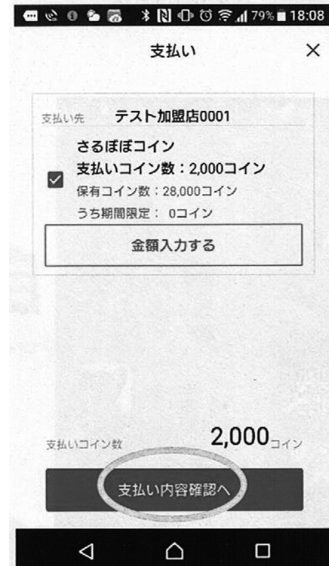 79% 18:08
支払い ×
支払い先 テスト加盟店0001
さるぼぼコイン
支払いコイン数：2,000コイン
保有コイン数：28,000コイン
うち期間限定： 0コイン
金額入力する
支払いコイン数 2,000コイン
支払い内容確認へ